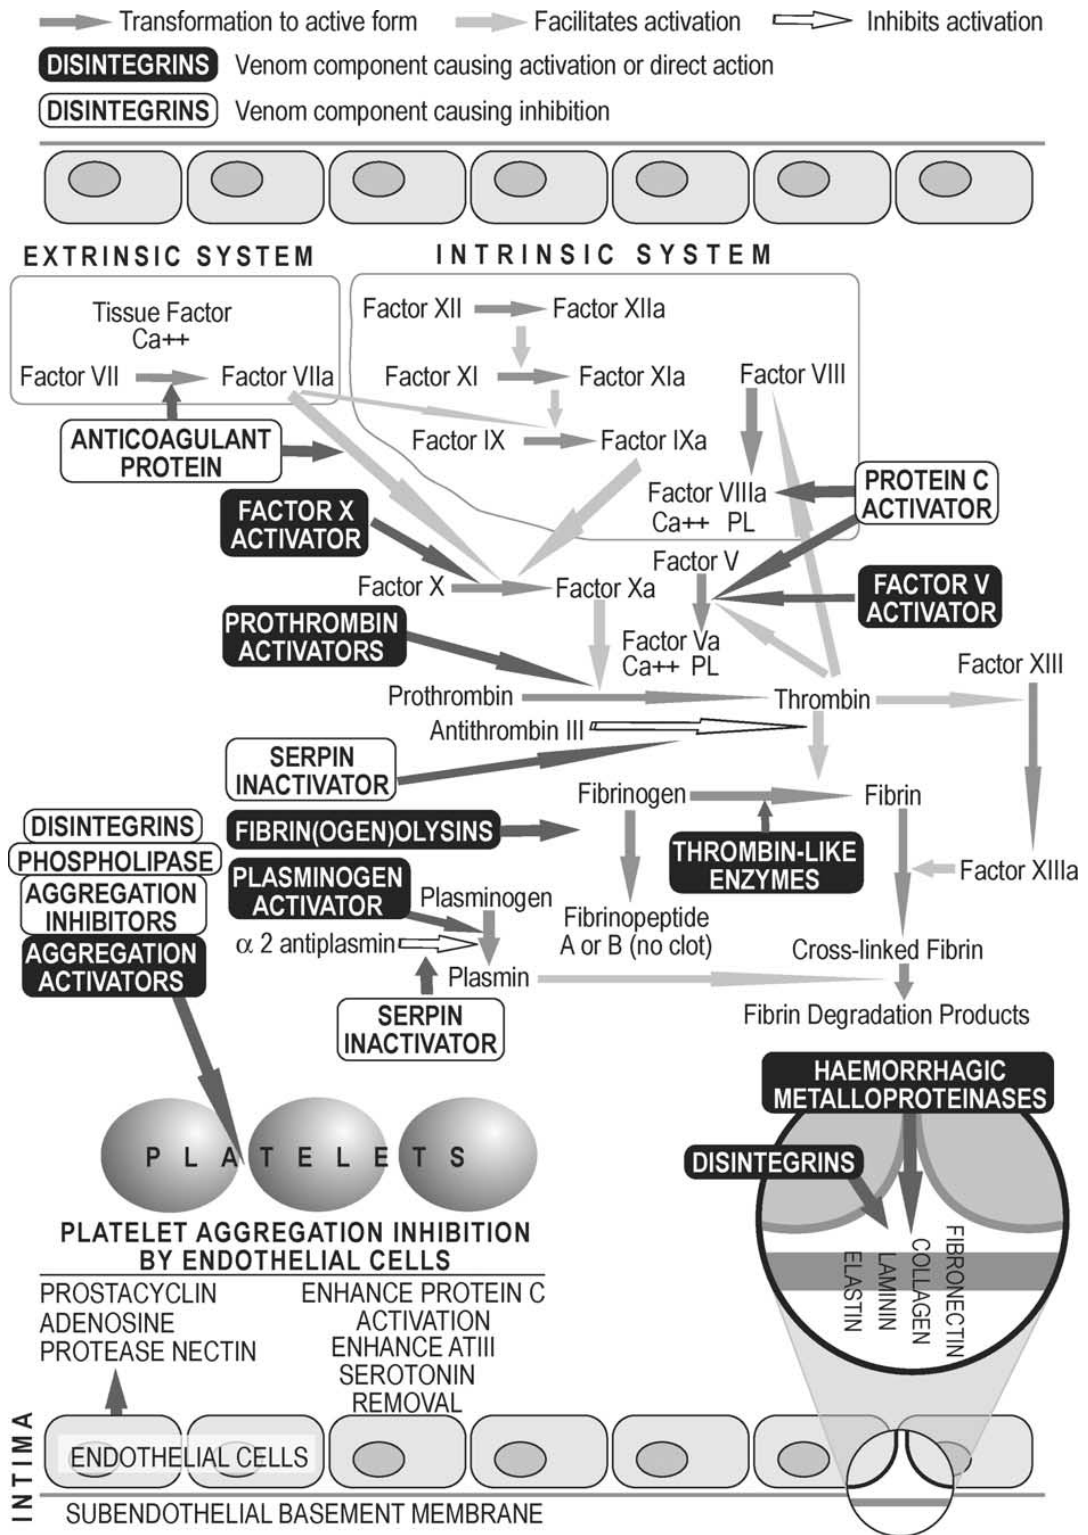 Transformation to active form
Facilitates activation
Inhibits activation
DISINTEGRINS
Venom component causing activation or direct action
DISINTEGRINS
Venom component causing inhibition
EXTRINSIC SYSTEM
INTRINSIC SYSTEM
Tissue Factor
Ca++
Factor VII
Factor VIIa
Factor XII
Factor XIIa
Factor XI
Factor XIa
Factor VIII
Factor IX
Factor IXa
ANTICOAGULANT
PROTEIN
Factor VIIIa
Ca++ PL
PROTEIN C
ACTIVATOR
FACTOR X
ACTIVATOR
Factor V
Factor X
Factor Xa
FACTOR V
ACTIVATOR
PROTHROMBIN
ACTIVATORS
Factor Va
Ca++ PL
Factor XIII
Prothrombin
Thrombin
Antithrombin III
SERPIN
INACTIVATOR
Fibrinogen
Fibrin
DISINTEGRINS
PHOSPHOLIPASE
AGGREGATION
INHIBITORS
AGGREGATION
ACTIVATORS
FIBRIN(OGEN)OLYSINS
THROMBIN-LIKE
ENZYMES
Factor XIIIa
PLASMINOGEN
ACTIVATOR
Plasminogen
Fibrinopeptide
A or B (no clot)
α 2 antiplasmin
Plasmin
Cross-linked Fibrin
SERPIN
INACTIVATOR
Fibrin Degradation Products
HAEMORRHAGIC
METALLOPROTEINASES
DISINTEGRINS
PLATELETS
FIBRONECTIN
COLLAGEN
LAMININ
ELASTIN
PLATELET AGGREGATION INHIBITION
BY ENDOTHELIAL CELLS
PROSTACYCLIN
ADENOSINE
PROTEASE NECTIN
ENHANCE PROTEIN C
ACTIVATION
ENHANCE ATIII
SEROTONIN
REMOVAL
INTIMA
ENDOTHELIAL CELLS
SUBENDOTHELIAL BASEMENT MEMBRANE